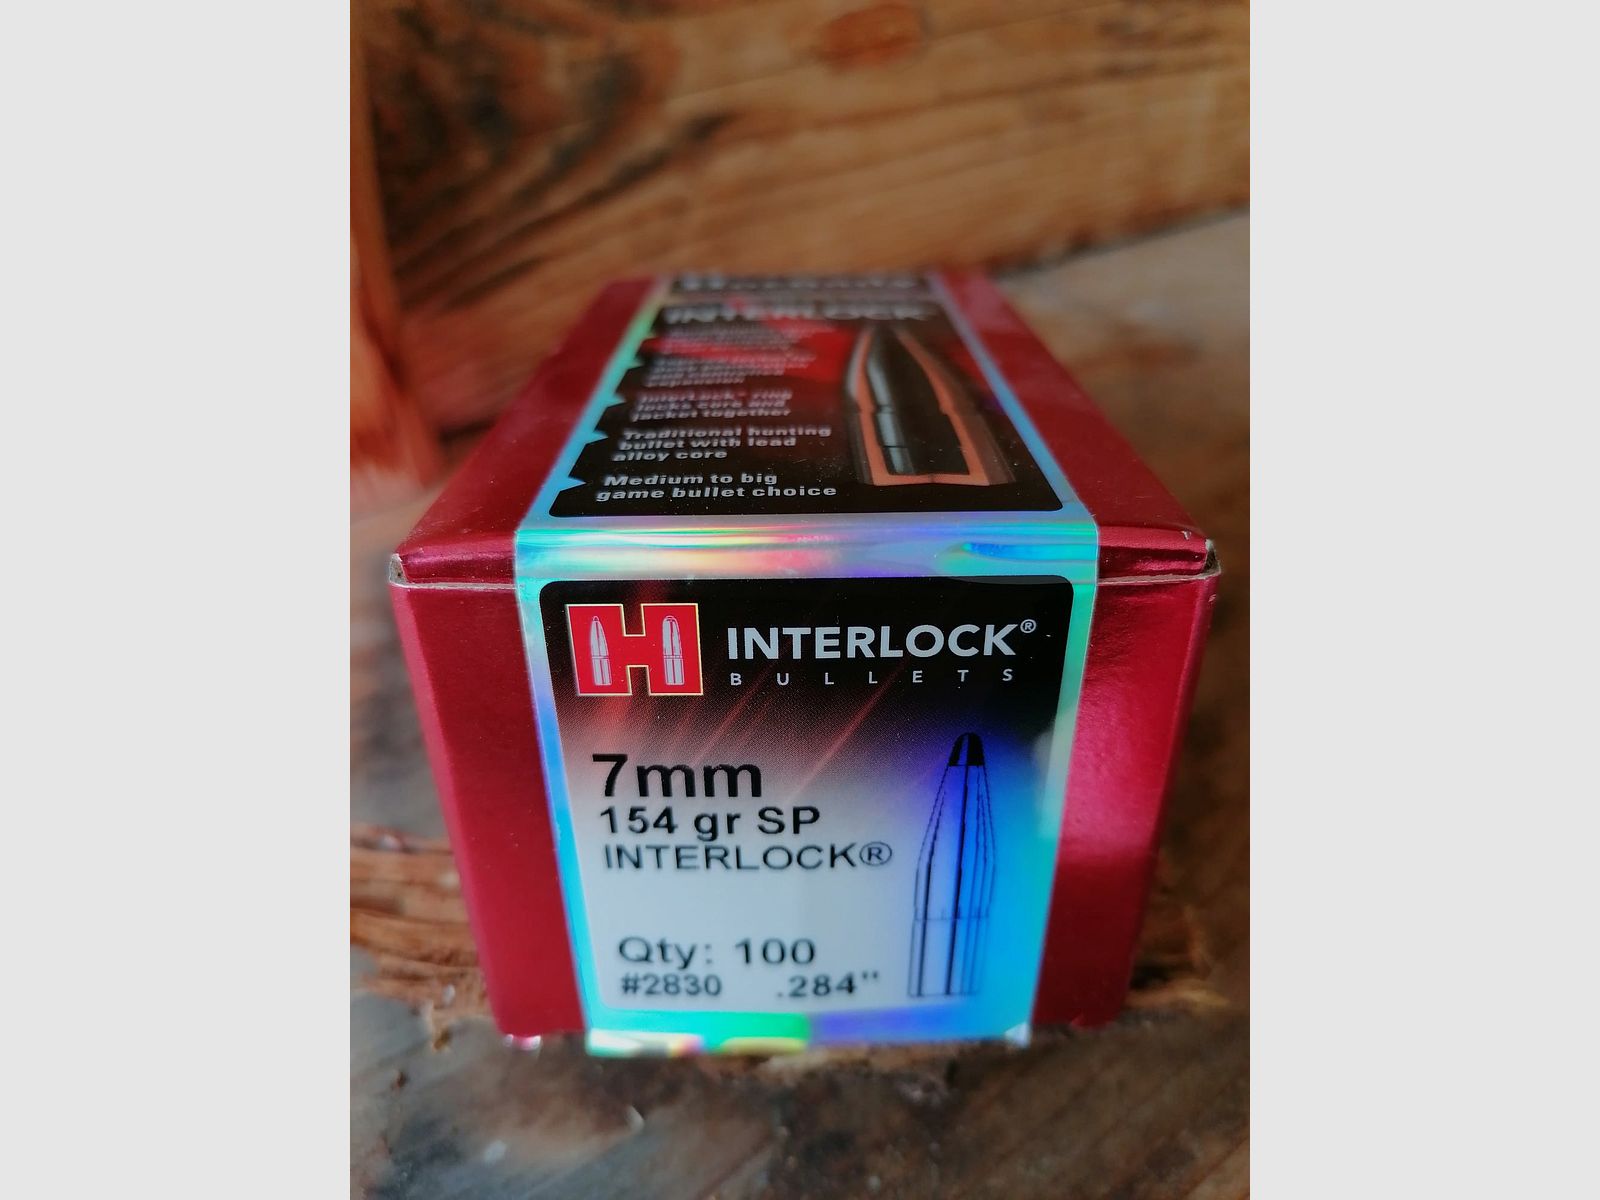 INTERLOCK
InterLock® ring
locks core and
jacket together
Traditional hunting
bullet with lead
alloy core
Medium to big
game bullet choice
H INTERLOCK®
BULLETS
7mm
154 gr SP
INTERLOCK®
Qty: 100
#2830 .284"